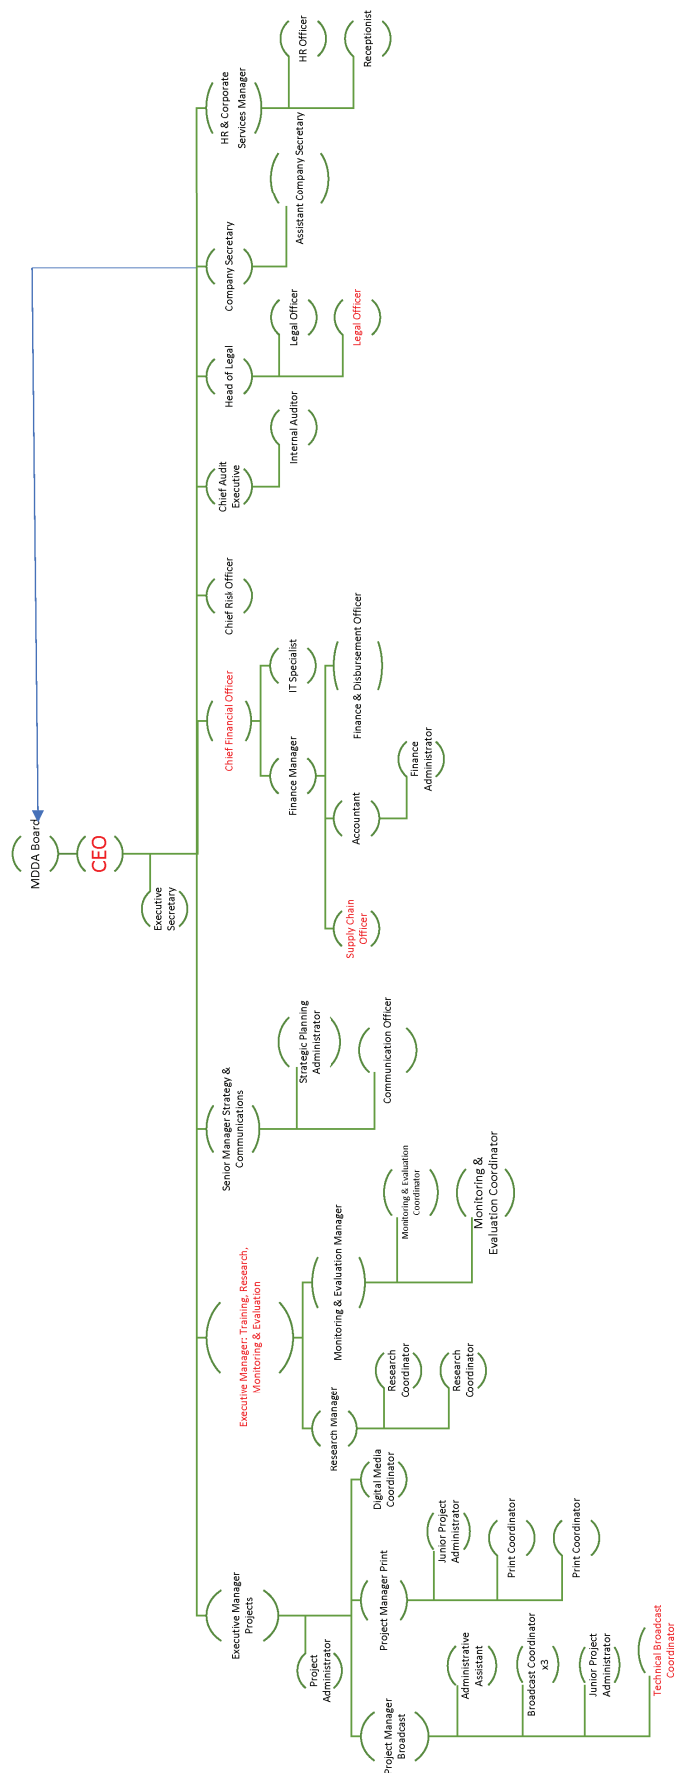 MDDA Board
CEO
Executive
Secretary
Executive Manager
Projects
Project
Administrator
Project Manager
Broadcast
Administrative
Assistant
Broadcast Coordinator
x3
Junior Project
Administrator
Technical Broadcast
Coordinator
Project Manager Print
Junior Project
Administrator
Print Coordinator
Print Coordinator
Digital Media
Coordinator
Executive Manager: Training, Research,
Monitoring & Evaluation
Research Manager
Research
Coordinator
Research
Coordinator
Monitoring & Evaluation Manager
Monitoring & Evaluation
Coordinator
Monitoring &
Evaluation Coordinator
Senior Manager Strategy &
Communications
Strategic Planning
Administrator
Communication Officer
Chief Financial Officer
Finance Manager
Supply Chain
Officer
Accountant
Finance
Administrator
Finance & Disbursement Officer
IT Specialist
Chief Risk Officer
Chief Audit
Executive
Internal Auditor
Head of Legal
Legal Officer
Legal Officer
Company Secretary
Assistant Company Secretary
HR & Corporate
Services Manager
HR Officer
Receptionist